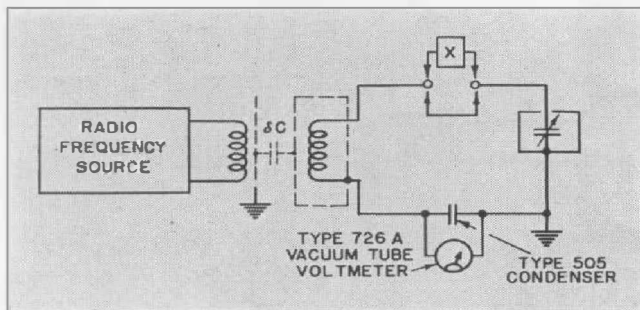 X
RADIO
FREQUENCY
SOURCE
δC
TYPE 726 A
VACUUM TUBE
VOLTMETER
TYPE 505
CONDENSER